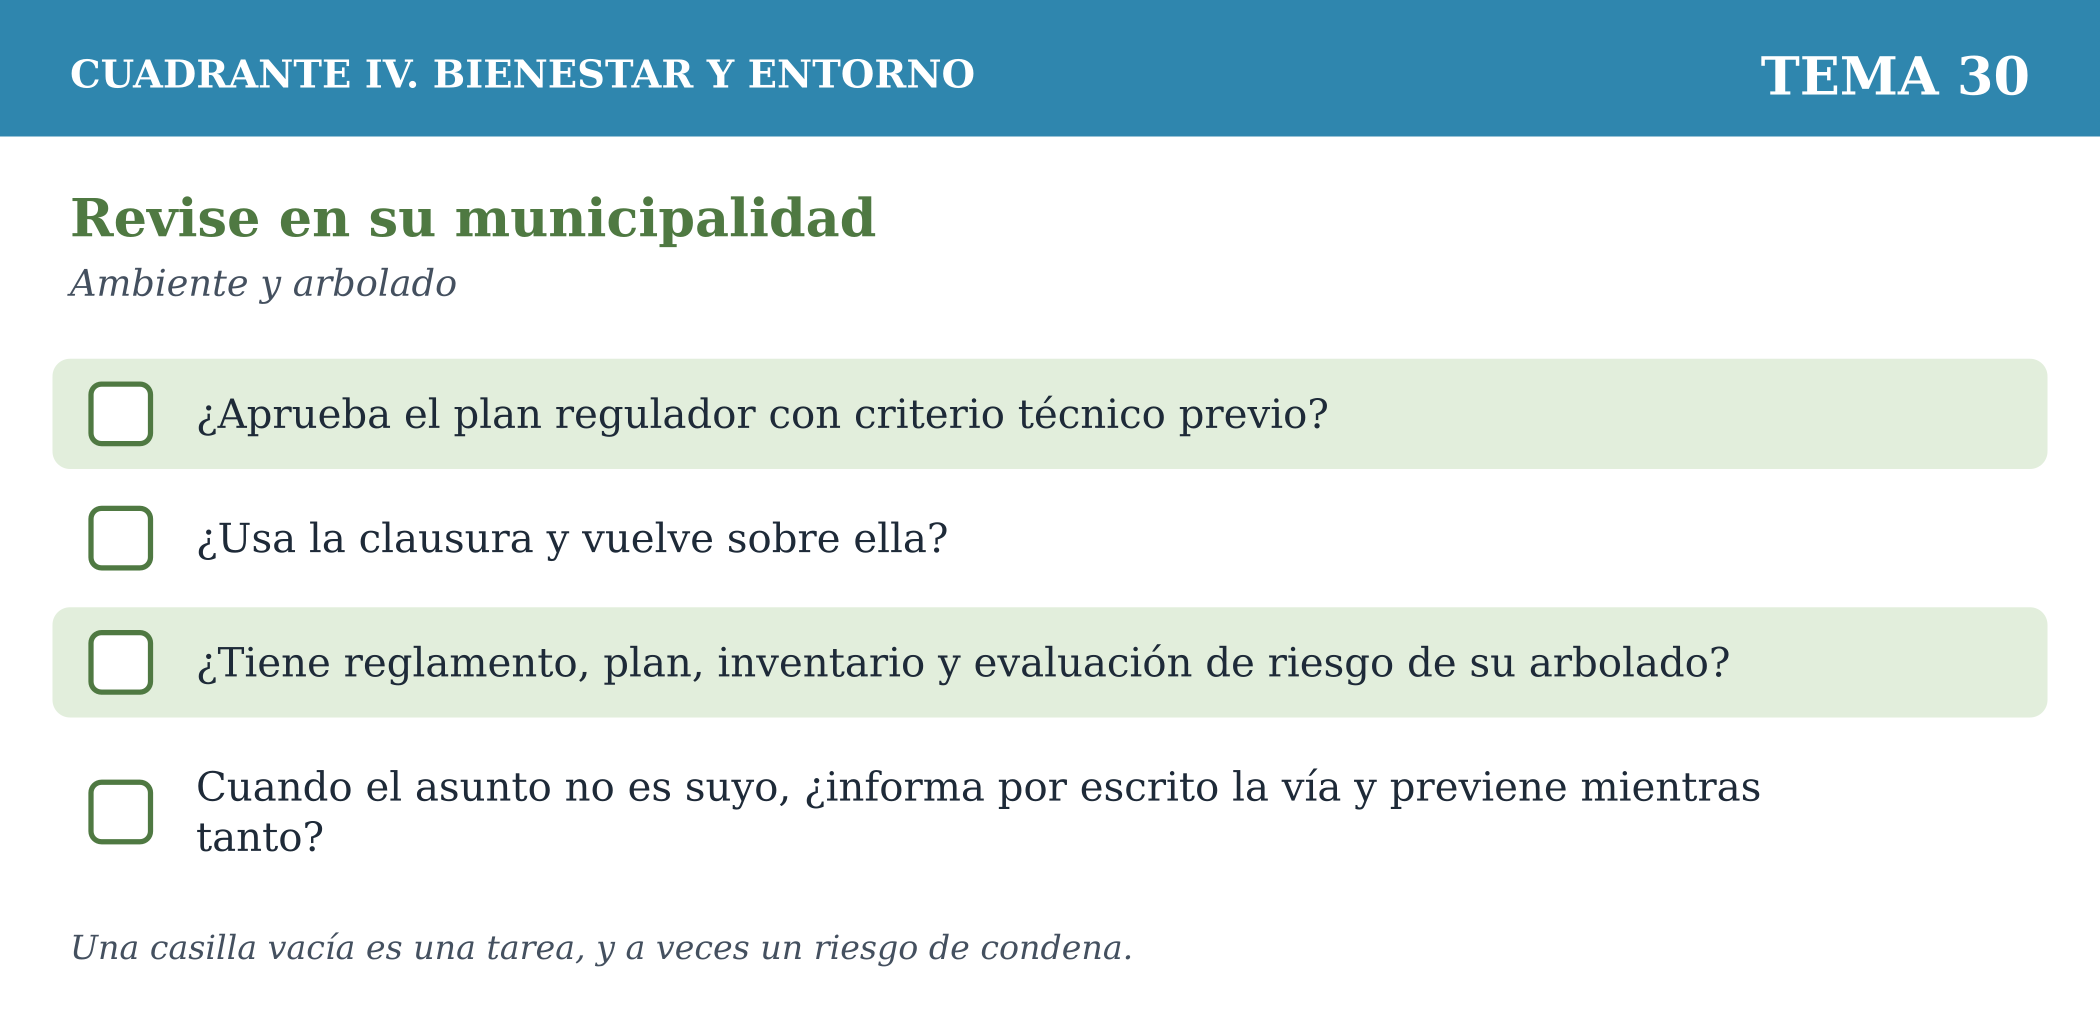 CUADRANTE IV. BIENESTAR Y ENTORNO
TEMA 30
Revise en su municipalidad
Ambiente y arbolado
¿Aprueba el plan regulador con criterio técnico previo?
¿Usa la clausura y vuelve sobre ella?
¿Tiene reglamento, plan, inventario y evaluación de riesgo de su arbolado?
Cuando el asunto no es suyo, ¿informa por escrito la vía y previene mientras
tanto?
Una casilla vacía es una tarea, y a veces un riesgo de condena.